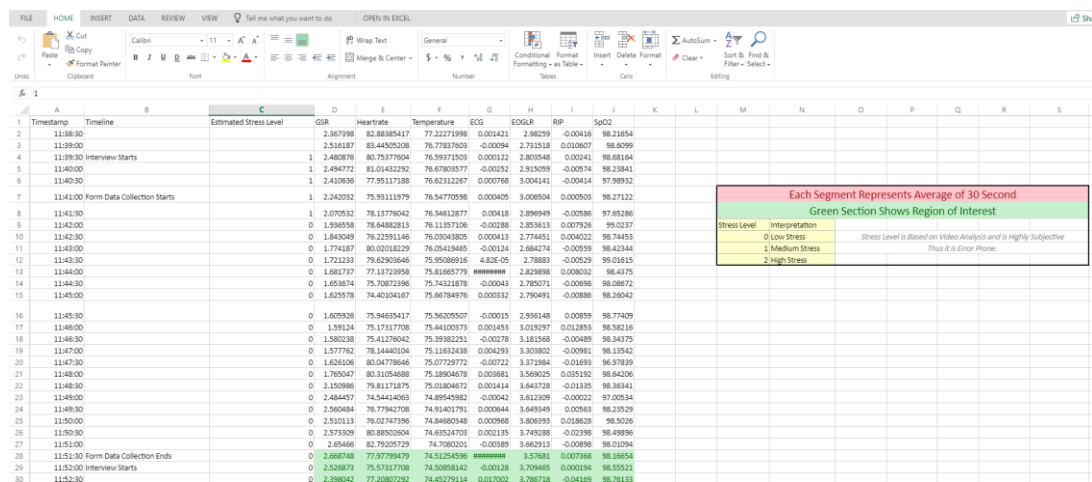 FILE HOME INSERT DATA REVIEW VIEW Tell me what you want to do OPEN IN EXCEL Sha
Cut
Copy
Paste Format Painter
Calibri 11 Wrap Text General
Merge & Center
Conditional Formatting Format as Table Insert Delete Format
AutoSum Clear Sort & Filter Find & Select
Undo Clipboard Font Alignment Number Tables Cells Editing
fx 1
A B C D E F G H I J K L M N O P Q R S
1 Timestamp Timeline Estimated Stress Level GSR Heartrate Temperature ECG EOGLR RIP SpO2
2 11:38:30 2.367398 82.88385417 77.22271998 0.001421 2.98259 -0.00416 98.21654
3 11:39:00 2.516187 83.44505208 76.77837603 -0.00094 2.731518 0.010607 98.6099
4 11:39:30 Interview Starts 1 2.480876 80.75377604 76.59371503 0.000122 2.803548 0.00241 98.68164
5 11:40:00 1 2.494772 81.01432292 76.67803577 -0.00252 2.915059 -0.00574 98.23841
6 11:40:30 1 2.410636 77.95117188 76.62312267 0.000768 3.004141 -0.00414 97.98932
7 11:41:00 Form Data Collection Starts 1 2.242032 75.93111979 76.54770598 0.000405 3.006504 0.000503 98.27122
8 11:41:30 1 2.070532 78.13776042 76.34612877 0.00418 2.896949 -0.00586 97.65286
9 11:42:00 0 1.936558 78.64882813 76.11357106 -0.00288 2.853613 0.007926 99.0237
10 11:42:30 0 1.843049 76.22591146 76.03043805 0.000413 2.774451 0.004022 98.74453
11 11:43:00 0 1.774187 80.02018229 76.05419465 -0.00124 2.684274 -0.00559 98.42344
12 11:43:30 0 1.721233 79.62903646 75.95086916 4.82E-05 2.78883 -0.00529 99.01615
13 11:44:00 0 1.681737 77.13723958 75.81665779 ######## 2.829898 0.008032 98.4375
14 11:44:30 0 1.653674 75.70872396 75.74321878 -0.00043 2.785071 -0.00698 98.08672
15 11:45:00 0 1.625578 74.40104167 75.66784976 0.000332 2.790491 -0.00886 98.26042
16 11:45:30 0 1.605926 75.94635417 75.56205507 -0.00015 2.936148 0.00859 98.77409
17 11:46:00 0 1.59124 75.17317708 75.44100373 0.001453 3.019297 0.012853 98.58216
18 11:46:30 0 1.580238 75.41276042 75.39382251 -0.00278 3.181568 -0.00489 98.34375
19 11:47:00 0 1.577762 78.14440104 75.11632438 0.004293 3.303802 -0.00981 98.13542
20 11:47:30 0 1.626106 80.04778646 75.07729772 -0.00722 3.371984 -0.01693 96.97839
21 11:48:00 0 1.765047 80.31054688 75.18904678 0.003681 3.569025 0.035192 98.64206
22 11:48:30 0 2.150986 79.81171875 75.01804672 0.001414 3.643728 -0.01335 98.36341
23 11:49:00 0 2.484457 74.54414063 74.89545982 -0.00042 3.612309 -0.00022 97.00534
24 11:49:30 0 2.560484 76.77942708 74.91401791 0.000644 3.649349 0.00563 98.23529
25 11:50:00 0 2.510113 76.02747396 74.84680348 0.000968 3.806393 0.018628 98.5026
26 11:50:30 0 2.573309 80.88502604 74.63524703 0.002135 3.749288 -0.02398 98.49896
27 11:51:00 0 2.65466 82.79205729 74.7080201 -0.00389 3.662913 -0.00898 98.01094
28 11:51:30 Form Data Collection Ends 0 2.668748 77.97799479 74.51254596 ######## 3.57681 0.007368 98.16654
29 11:52:00 Interview Starts 0 2.526873 75.57317708 74.50858142 -0.00128 3.709465 0.000194 98.55521
30 11:52:30 0 2.398042 77.20807292 74.45279114 0.017002 3.786718 -0.04169 98.76133
Each Segment Represents Average of 30 Second
Green Section Shows Region of Interest
Stress Level Interpretation
0 Low Stress
1 Medium Stress
2 High Stress
Stress Level is Based on Video Analysis and is Highly Subjective
Thus it is Error Prone.